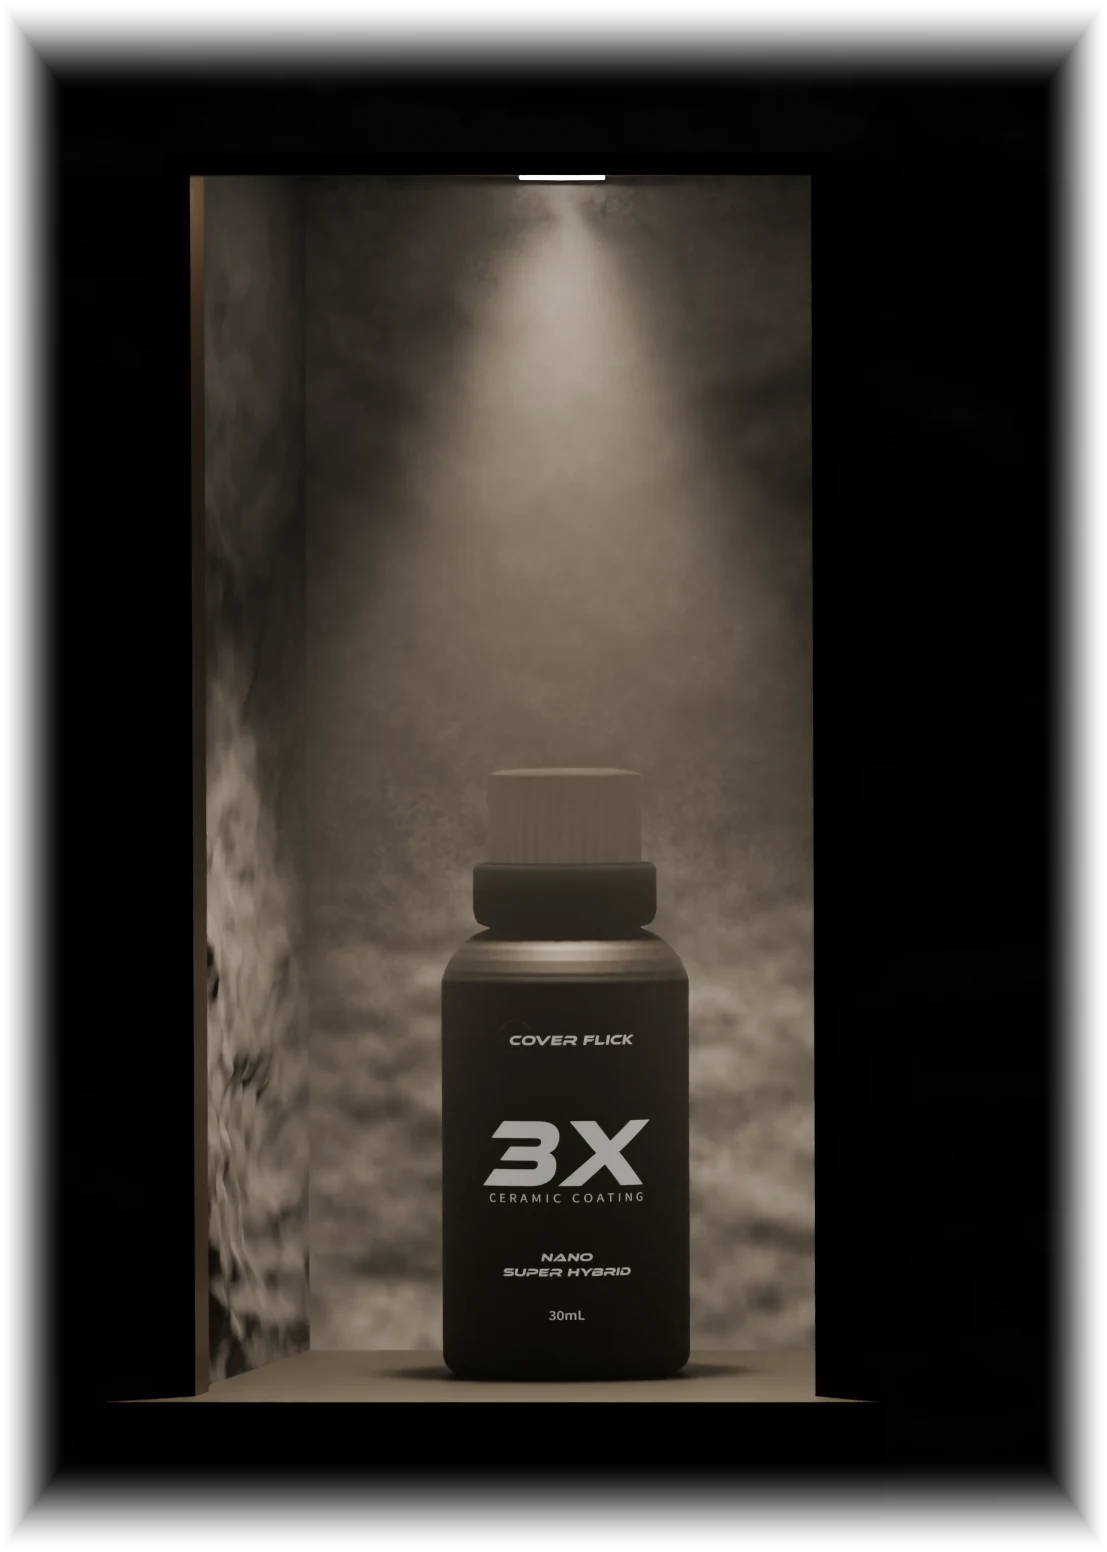 COVER FLICK
3X
CERAMIC COATING
NANO
SUPER HYBRID
30mL